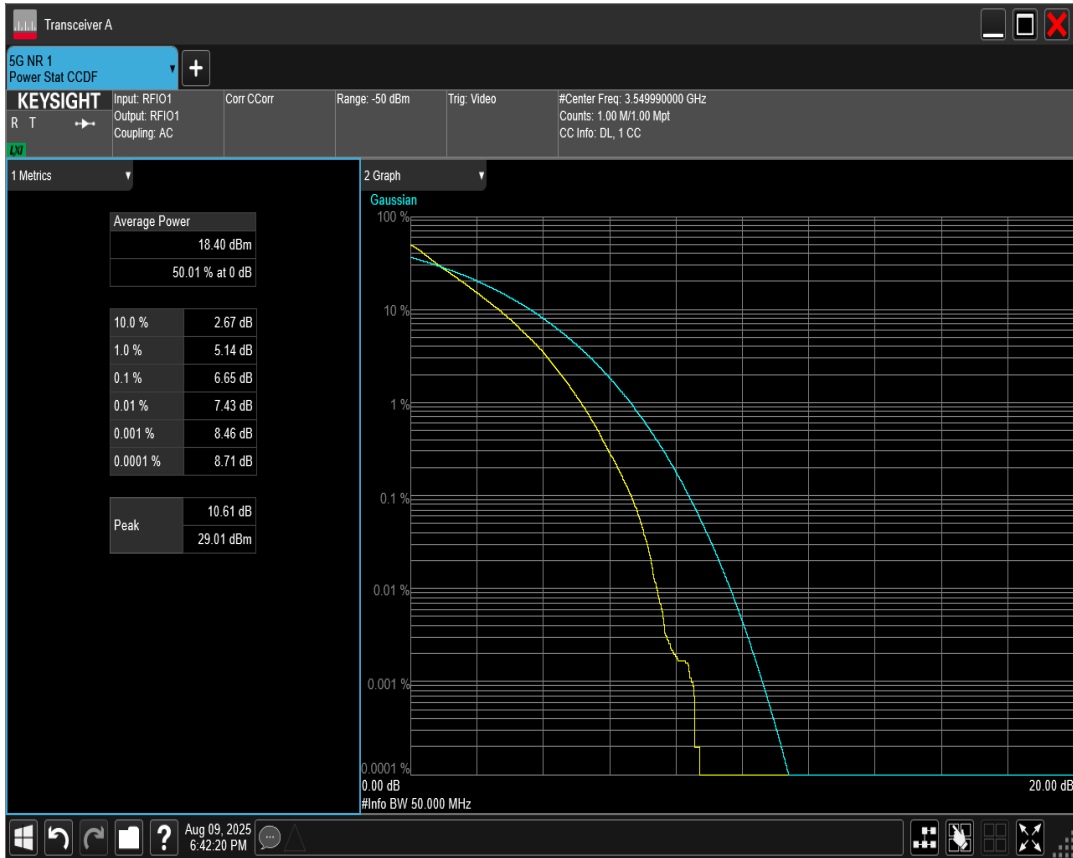 Transceiver A
5G NR 1
Power Stat CCDF
KEYSIGHT
R T
LXI
Input: RFIO1
Output: RFIO1
Coupling: AC
Corr CCorr
Range: -50 dBm
Trig: Video
#Center Freq: 3.549990000 GHz
Counts: 1.00 M/1.00 Mpt
CC Info: DL, 1 CC
1 Metrics
Average Power
18.40 dBm
50.01 % at 0 dB
10.0 % 2.67 dB
1.0 % 5.14 dB
0.1 % 6.65 dB
0.01 % 7.43 dB
0.001 % 8.46 dB
0.0001 % 8.71 dB
Peak
10.61 dB
29.01 dBm
2 Graph
Gaussian
100 %
10 %
1 %
0.1 %
0.01 %
0.001 %
0.0001 %
0.00 dB 20.00 dB
#Info BW 50.000 MHz
?
Aug 09, 2025
6:42:20 PM